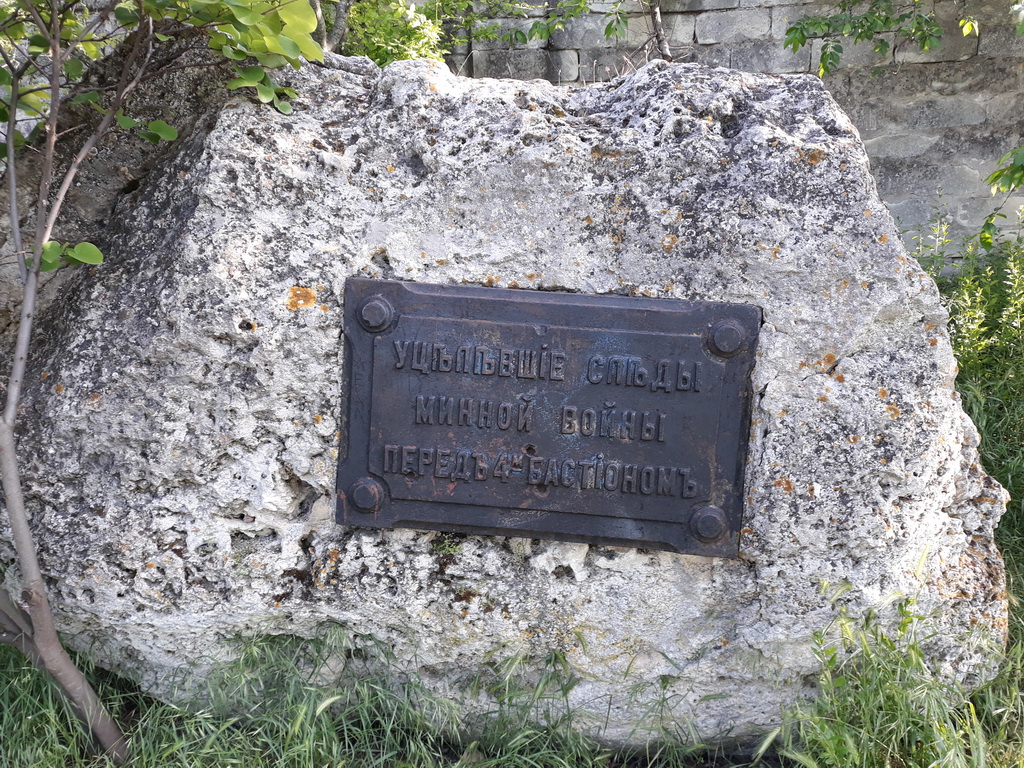 УЦѢЛѢВШІЕ СЛѢДЫ
МИННОЙ ВОЙНЫ
ПЕРЕДЪ 4М БАСТІОНОМЪ